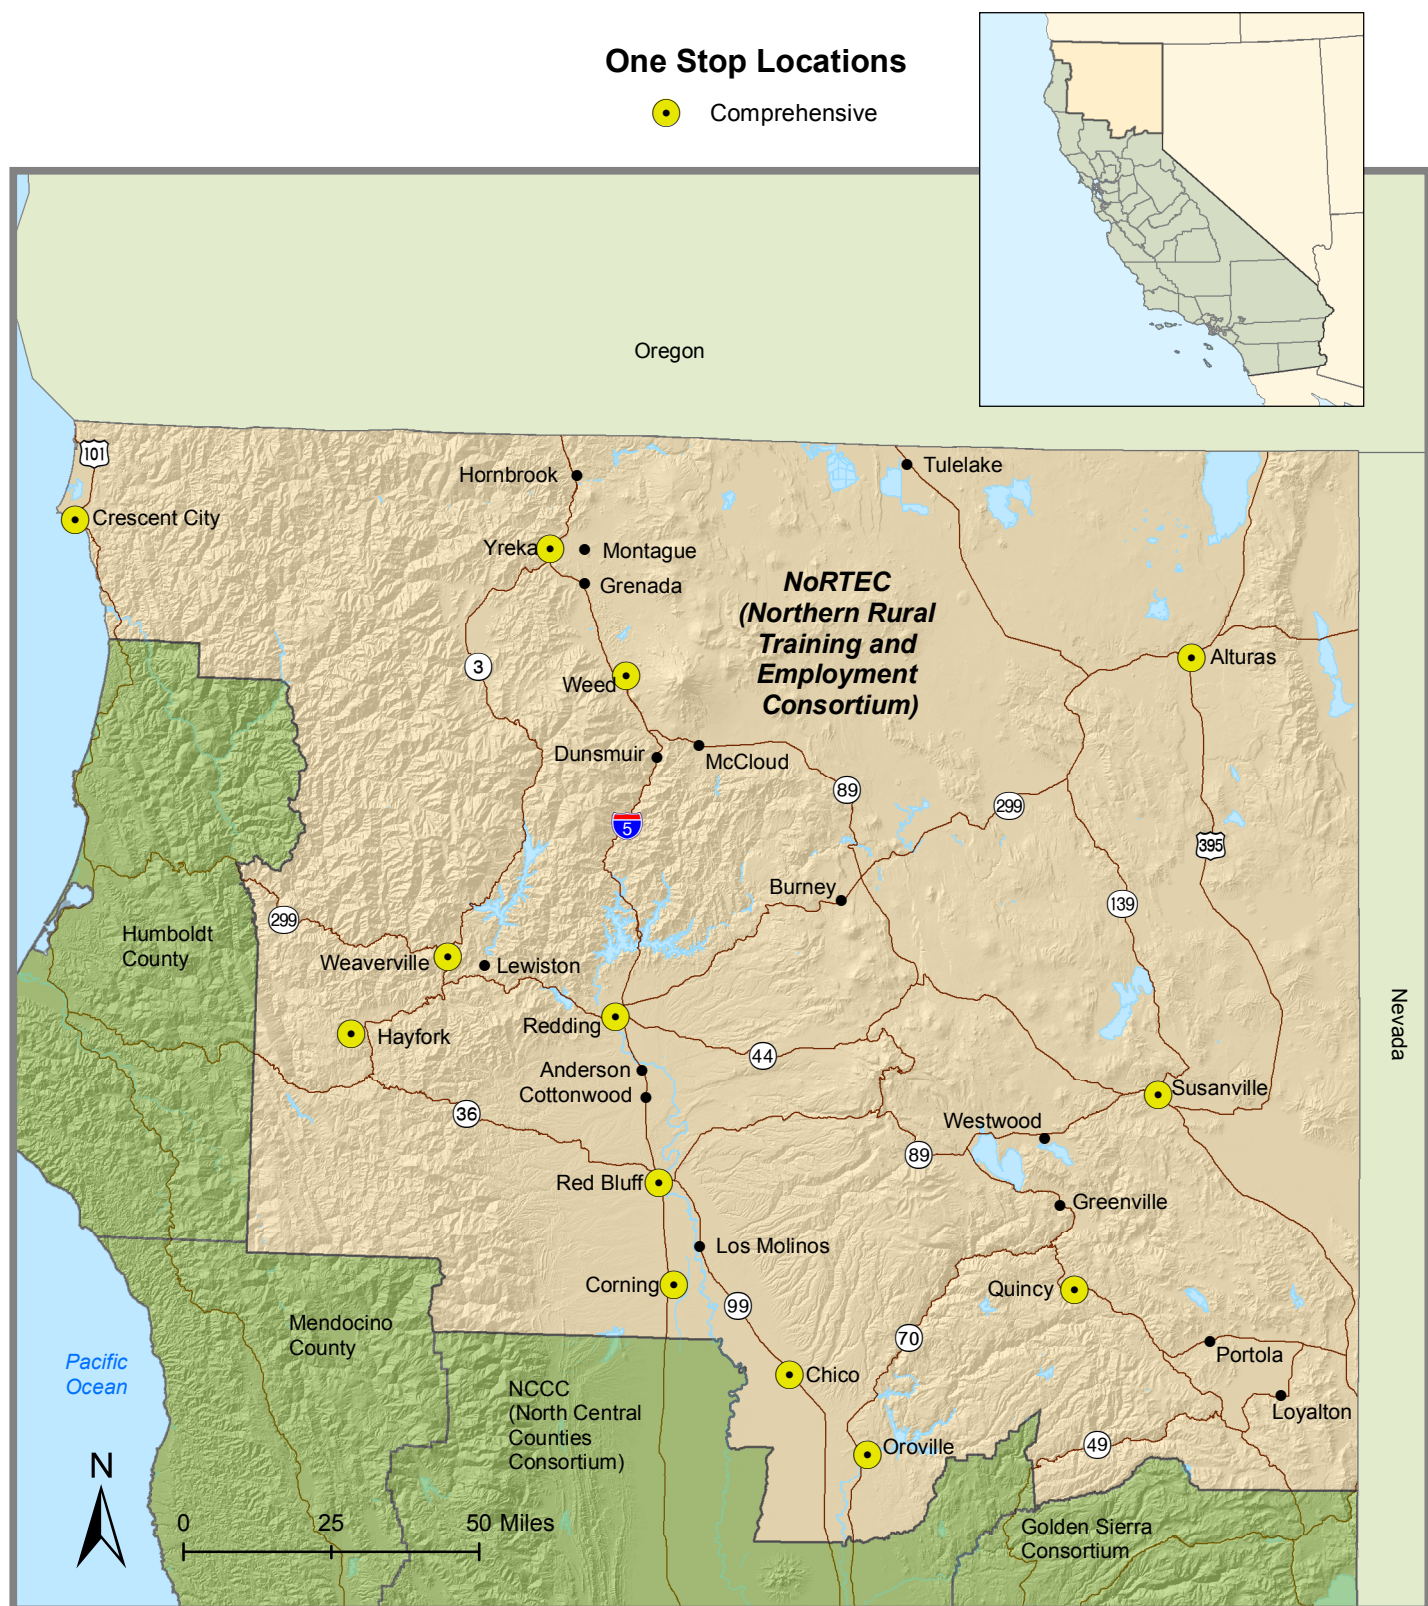 One Stop Locations
Comprehensive
Oregon
101
Hornbrook
Tulelake
Crescent City
Yreka
Montague
Grenada
NoRTEC
(Northern Rural
Training and
Employment
Consortium)
3
Weed
Alturas
Dunsmuir
McCloud
89
299
5
395
Burney
139
299
Humboldt
County
Weaverville
Lewiston
Nevada
Redding
Hayfork
44
Anderson
Cottonwood
Susanville
36
Westwood
89
Red Bluff
Greenville
Los Molinos
Corning
Quincy
99
Mendocino
County
70
Portola
Pacific
Ocean
Chico
NCCC
(North Central
Counties
Consortium)
Loyalton
49
Oroville
N
0 25 50 Miles
Golden Sierra
Consortium